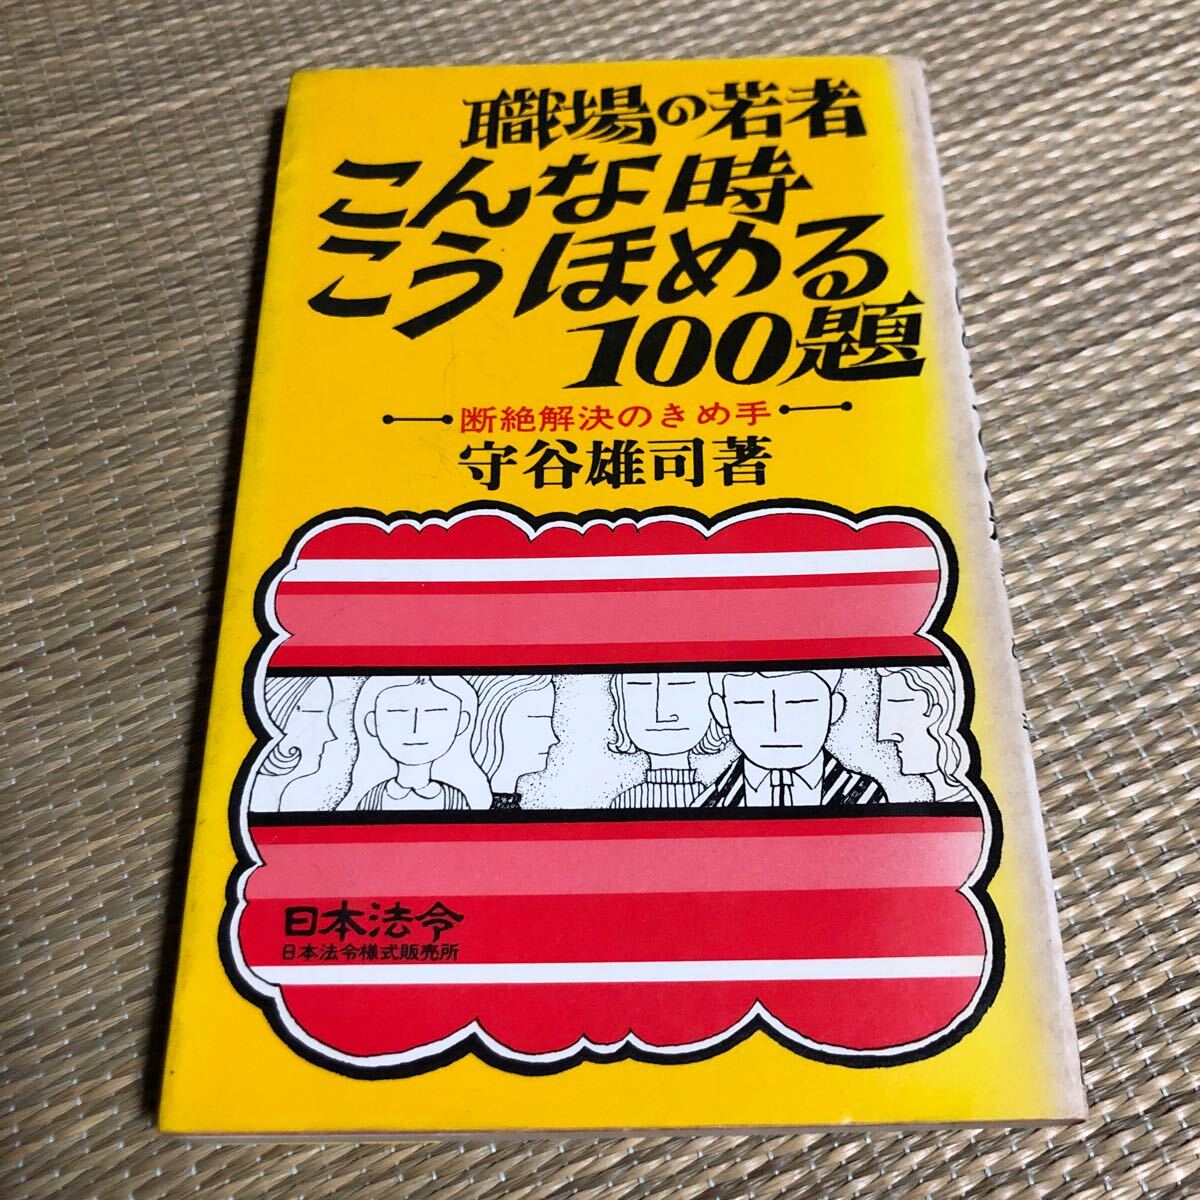 職場の若者
こんな時
こうほめる
100題
断絶解決のきめ手
守谷雄司著
日本法令
日本法令様式販売所